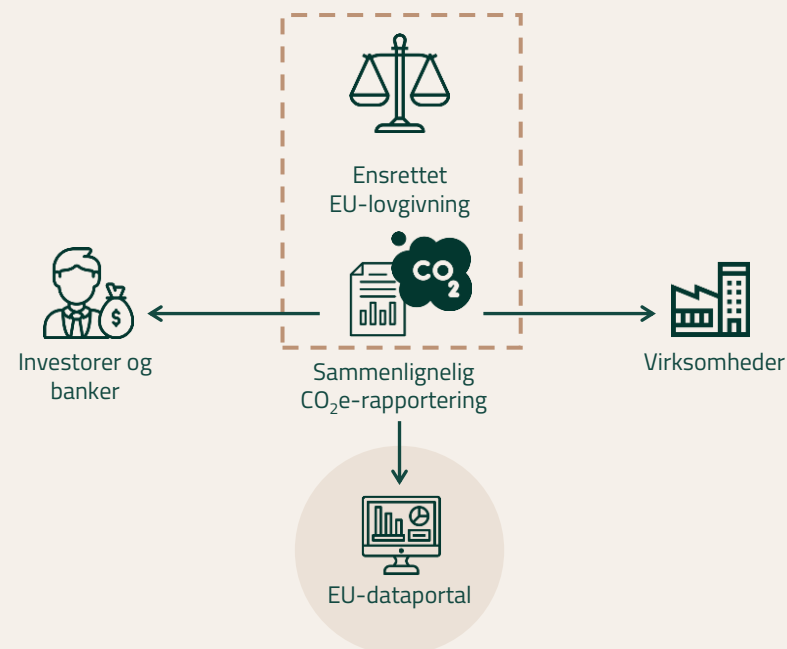 Ensrettet
EU-lovgivning
CO2
$
Investorer og
banker
Sammenlignelig
CO₂e-rapportering
Virksomheder
EU-dataportal